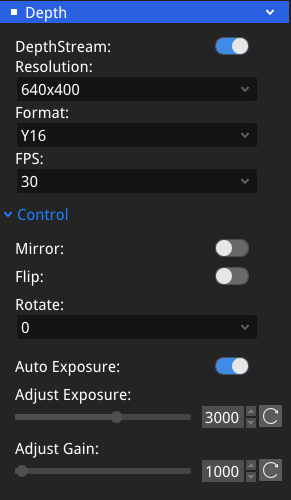 Depth
DepthStream:
Resolution:
640x400
Format:
Y16
FPS:
30
Control
Mirror:
Flip:
Rotate:
0
Auto Exposure:
Adjust Exposure:
3000
Adjust Gain:
1000